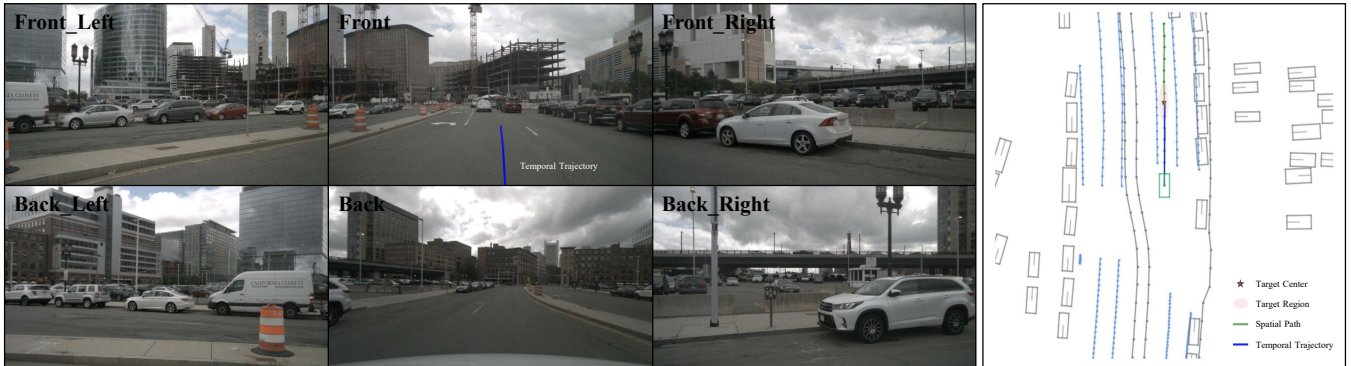 Front_Left
Front
Front_Right
Temporal Trajectory
Back_Left
Back
Back_Right
CALIFORNIA CLOSETS
Target Center
Target Region
Spatial Path
Temporal Trajectory